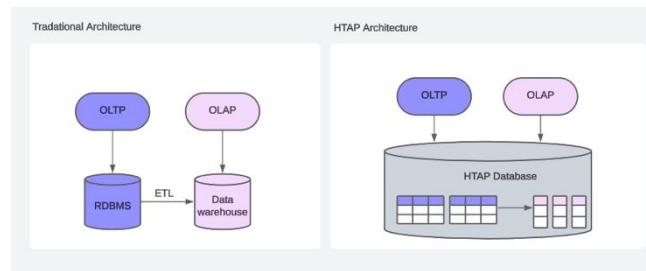 Tradational Architecture
HTAP Architecture
OLTP
OLAP
OLTP
OLAP
ETL
RDBMS
Data
warehouse
HTAP Database